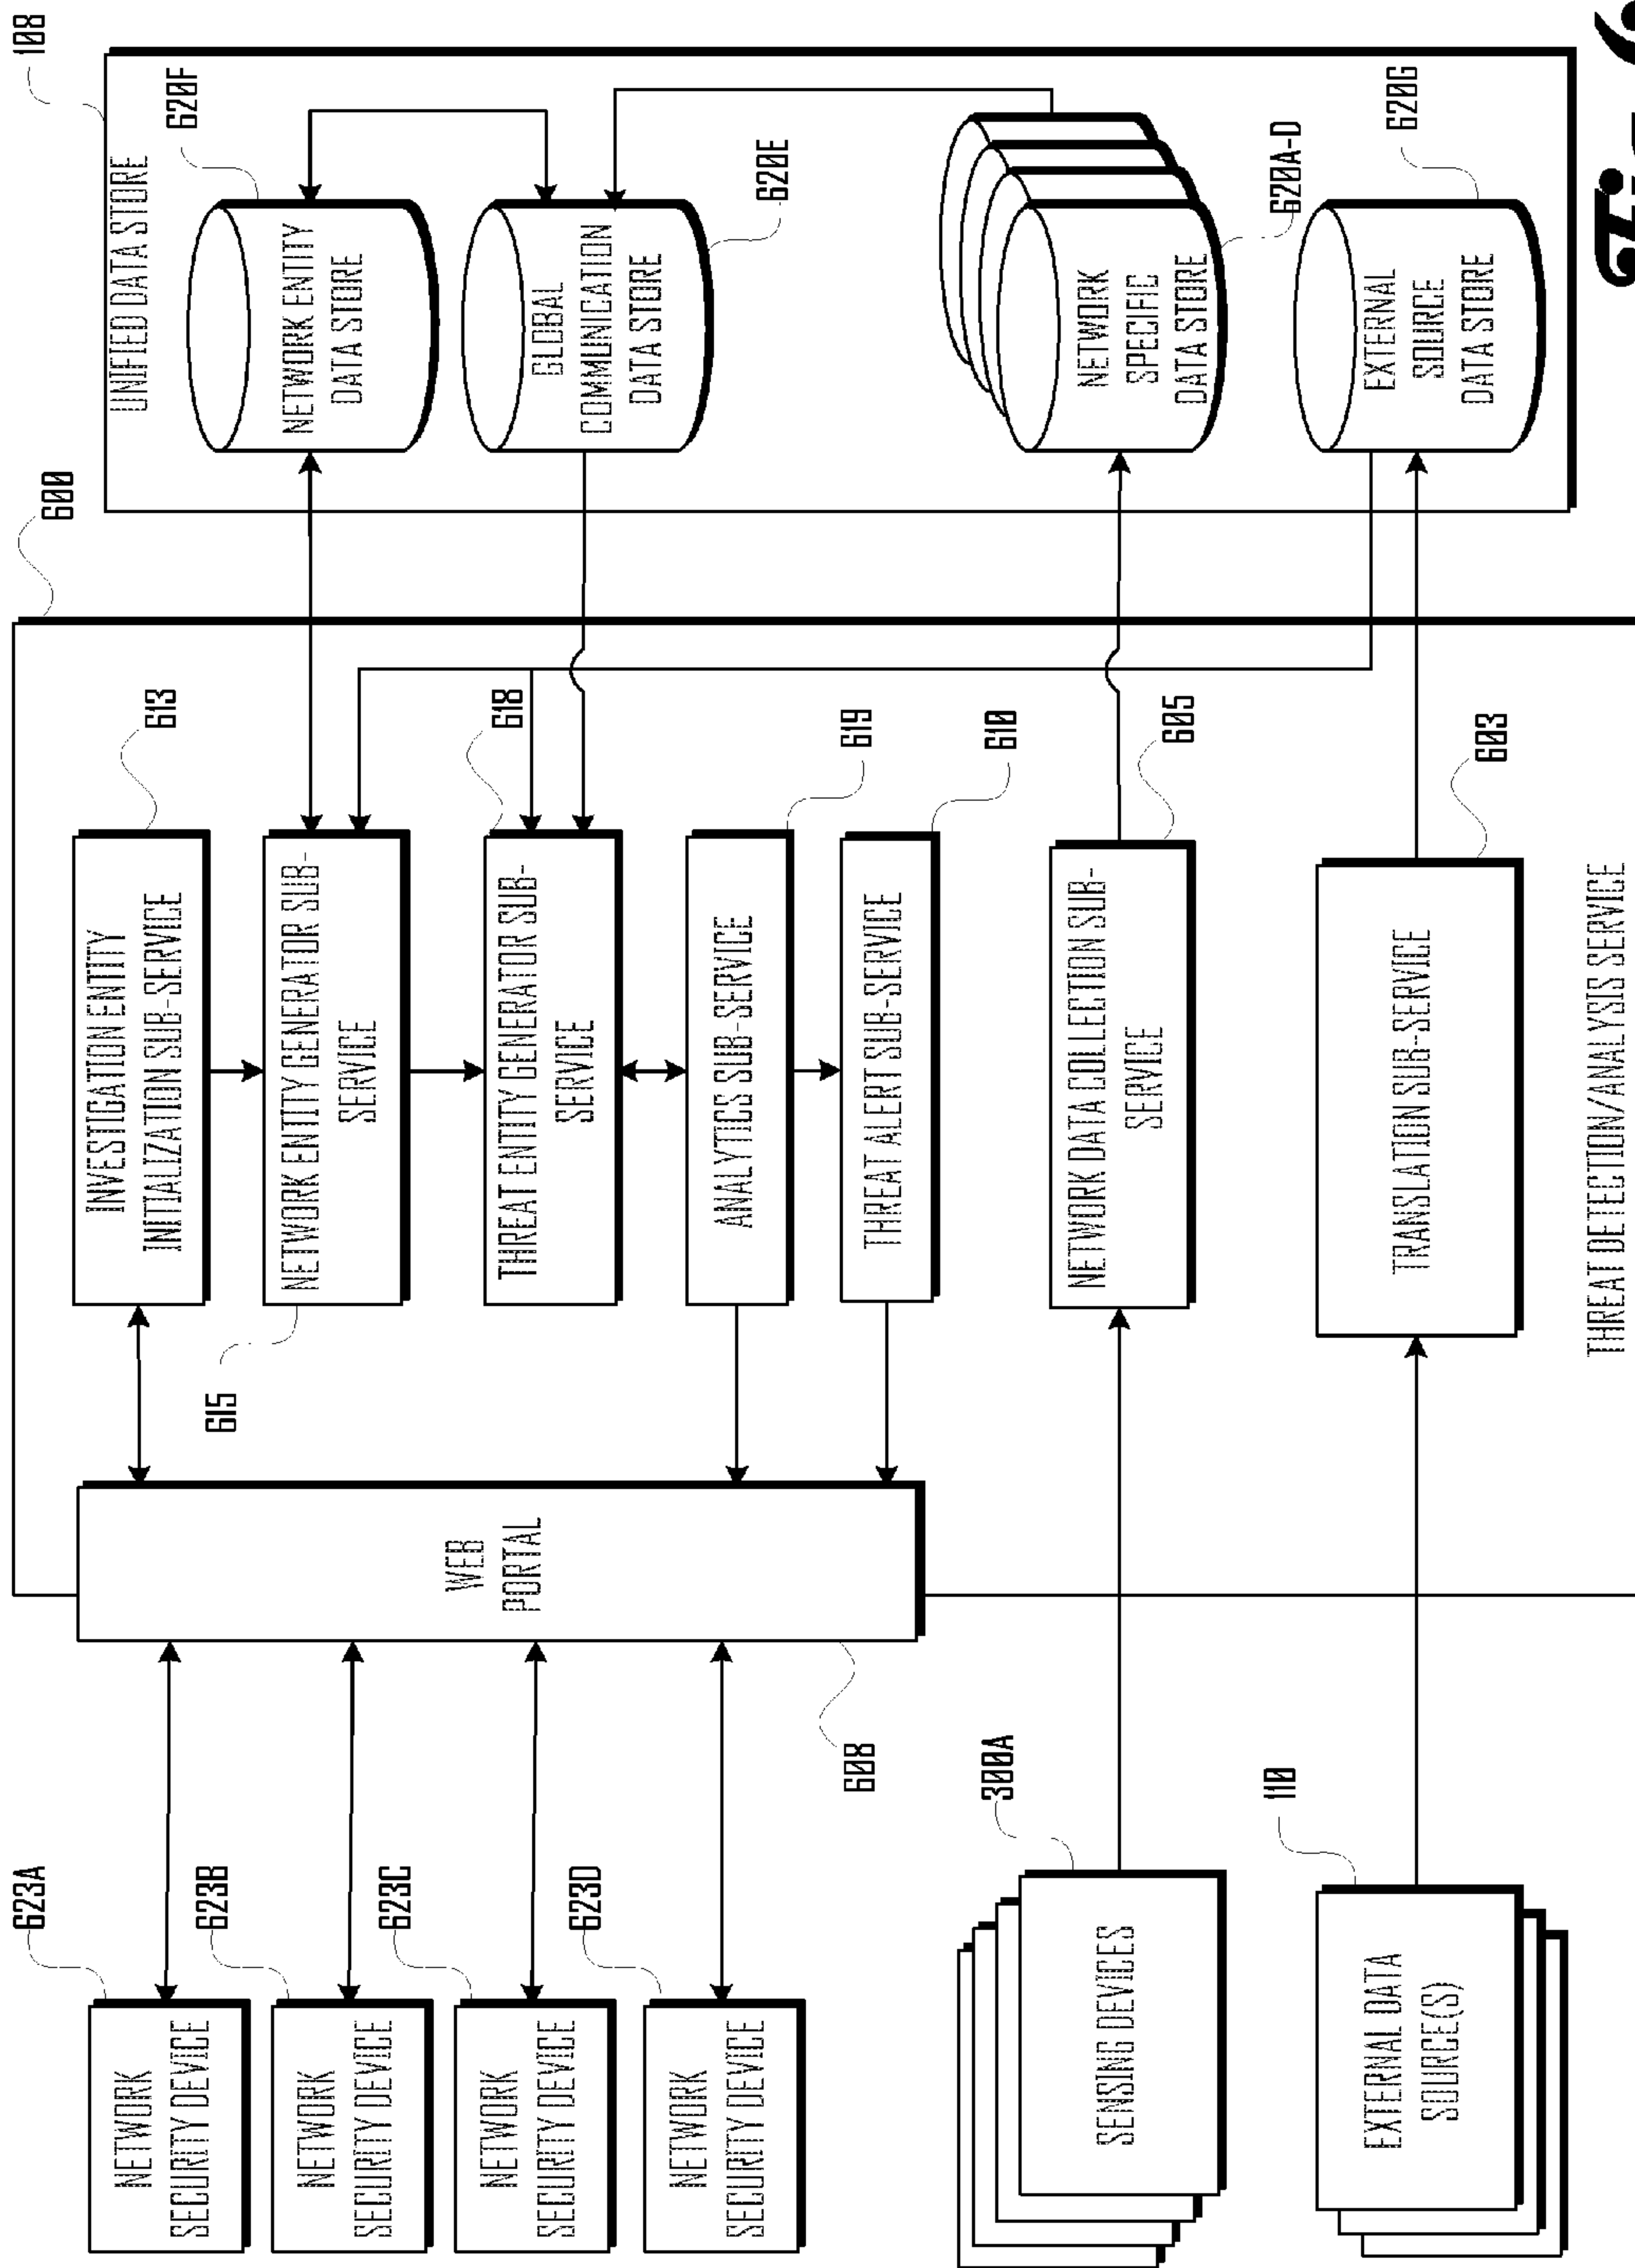 623A
NETWORK
SECURITY DEVICE
623B
NETWORK
SECURITY DEVICE
623C
NETWORK
SECURITY DEVICE
623D
NETWORK
SECURITY DEVICE
300A
SENSING DEVICES
110
EXTERNAL DATA
SOURCE(S)
WEB
PORTAL
608
600
613
INVESTIGATION ENTITY
INITIALIZATION SUB-SERVICE
615
NETWORK ENTITY GENERATOR SUB-
SERVICE
618
THREAT ENTITY GENERATOR SUB-
SERVICE
619
ANALYTICS SUB-SERVICE
610
THREAT ALERT SUB-SERVICE
605
NETWORK DATA COLLECTION SUB-
SERVICE
603
TRANSLATION SUB-SERVICE
THREAT DETECTION/ANALYSIS SERVICE
108
UNIFIED DATA STORE
620F
NETWORK ENTITY
DATA STORE
620E
GLOBAL
COMMUNICATION
DATA STORE
620A-D
NETWORK
SPECIFIC
DATA STORE
620G
EXTERNAL
SOURCE
DATA STORE